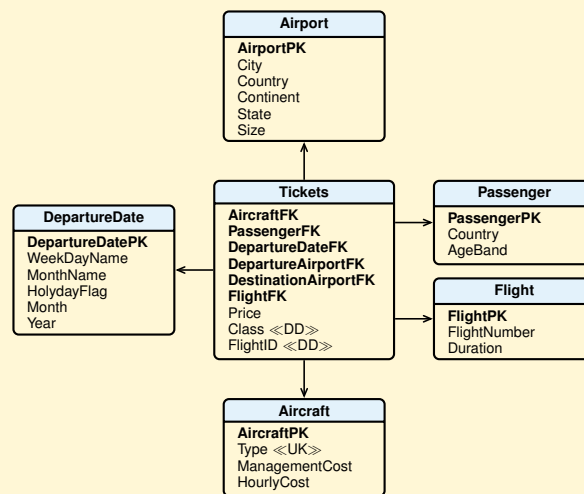 Airport
AirportPK
City
Country
Continent
State
Size
Tickets
AircraftFK
PassengerFK
DepartureDateFK
DepartureAirportFK
DestinationAirportFK
FlightFK
Price
Class ≪DD≫
FlightID ≪DD≫
DepartureDate
DepartureDatePK
WeekDayName
MonthName
HolydayFlag
Month
Year
Passenger
PassengerPK
Country
AgeBand
Flight
FlightPK
FlightNumber
Duration
Aircraft
AircraftPK
Type ≪UK≫
ManagementCost
HourlyCost